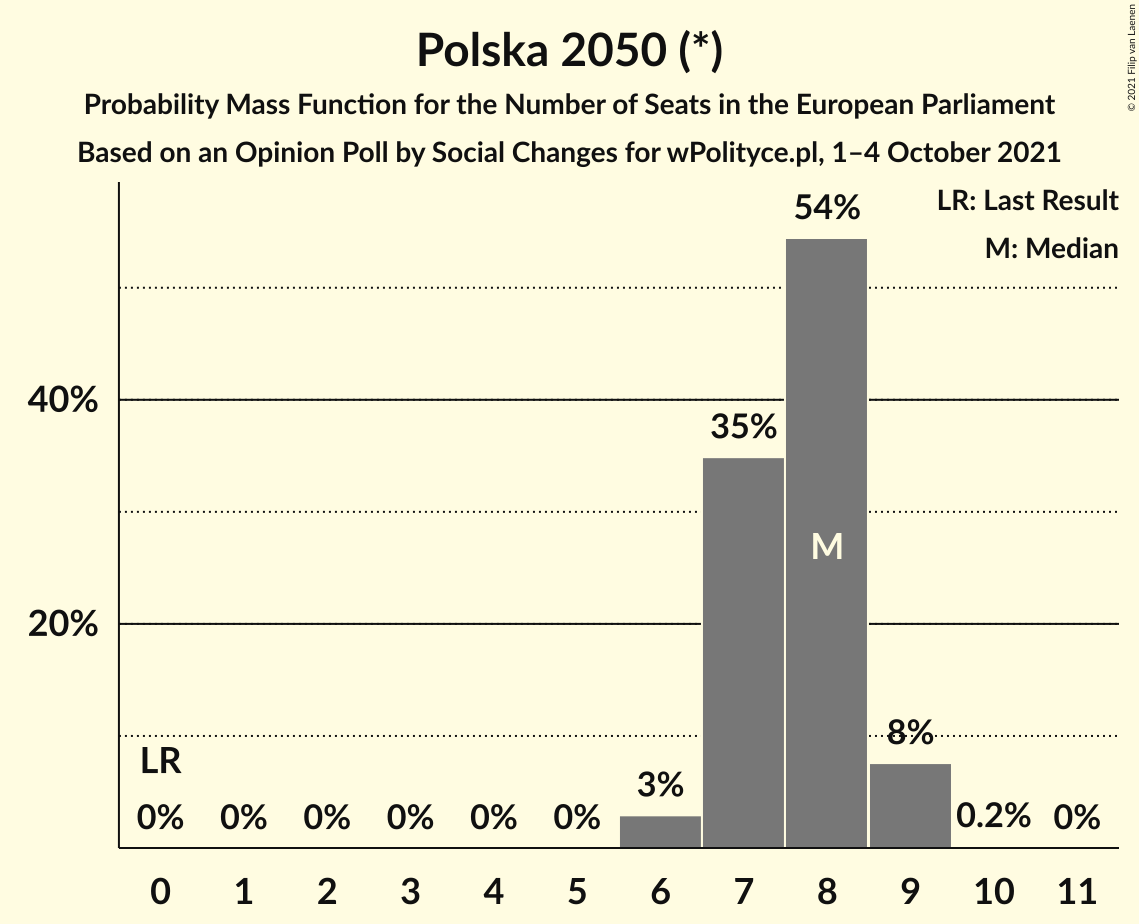 Polska 2050 (*)
Probability Mass Function for the Number of Seats in the European Parliament
Based on an Opinion Poll by Social Changes for wPolityce.pl, 1–4 October 2021
© 2021 Filip van Laenen
LR: Last Result
M: Median
54%
40%
35%
M
20%
8%
LR
3%
0% 0% 0% 0% 0% 0% 0.2% 0%
0 1 2 3 4 5 6 7 8 9 10 11